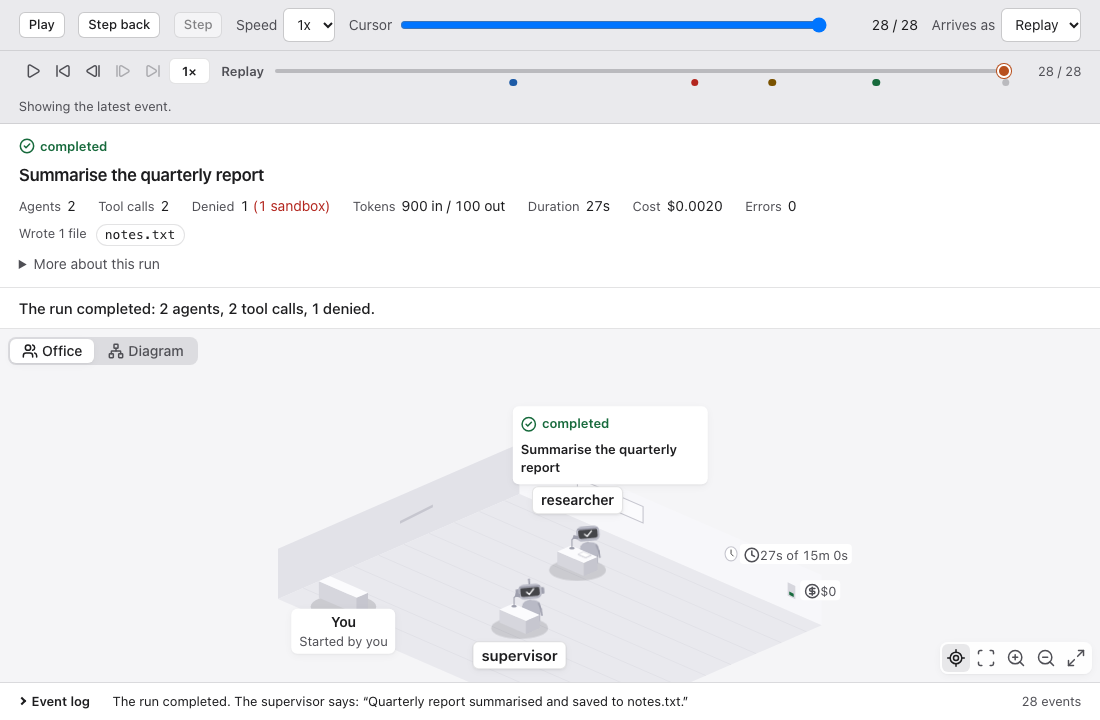 Play Step back Step Speed 1x Cursor 28 / 28 Arrives as Replay
1× Replay 28 / 28
Showing the latest event.
completed
Summarise the quarterly report
Agents 2 Tool calls 2 Denied 1 (1 sandbox) Tokens 900 in / 100 out Duration 27s Cost $0.0020 Errors 0
Wrote 1 file notes.txt
More about this run
The run completed: 2 agents, 2 tool calls, 1 denied.
Office Diagram
completed
Summarise the quarterly
report
researcher
27s of 15m 0s
$0
You
Started by you
supervisor
Event log The run completed. The supervisor says: “Quarterly report summarised and saved to notes.txt.” 28 events